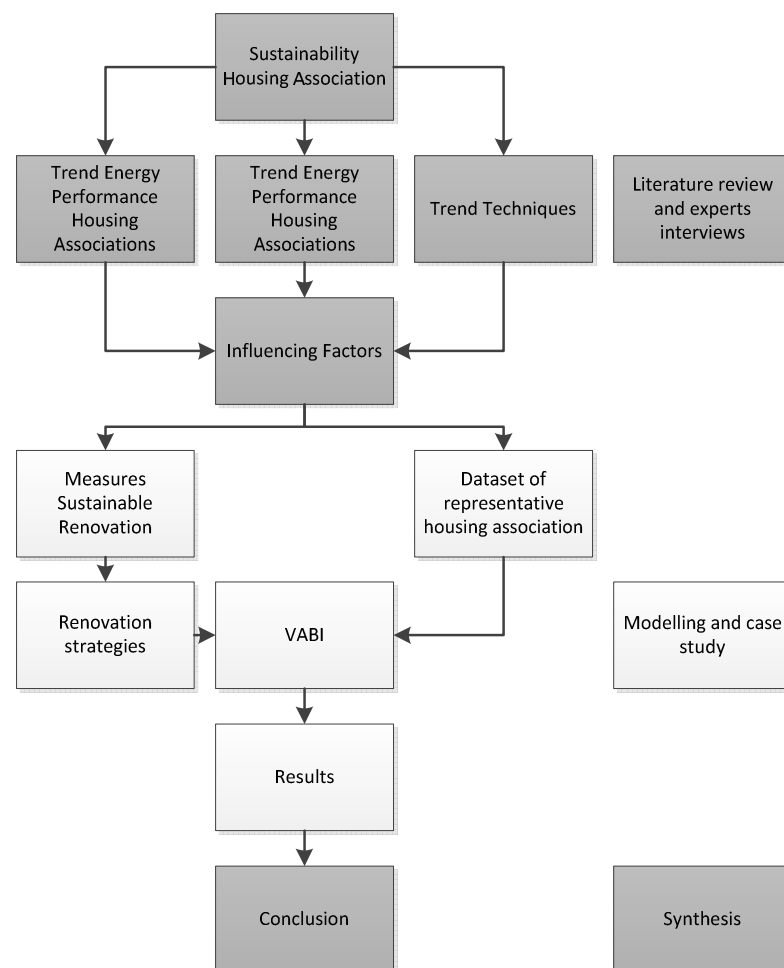 Sustainability
Housing Association
Trend Energy
Performance
Housing
Associations
Trend Energy
Performance
Housing
Associations
Trend Techniques
Literature review
and experts
interviews
Influencing Factors
Measures
Sustainable
Renovation
Dataset of
representative
housing association
Renovation
strategies
VABI
Modelling and case
study
Results
Conclusion
Synthesis